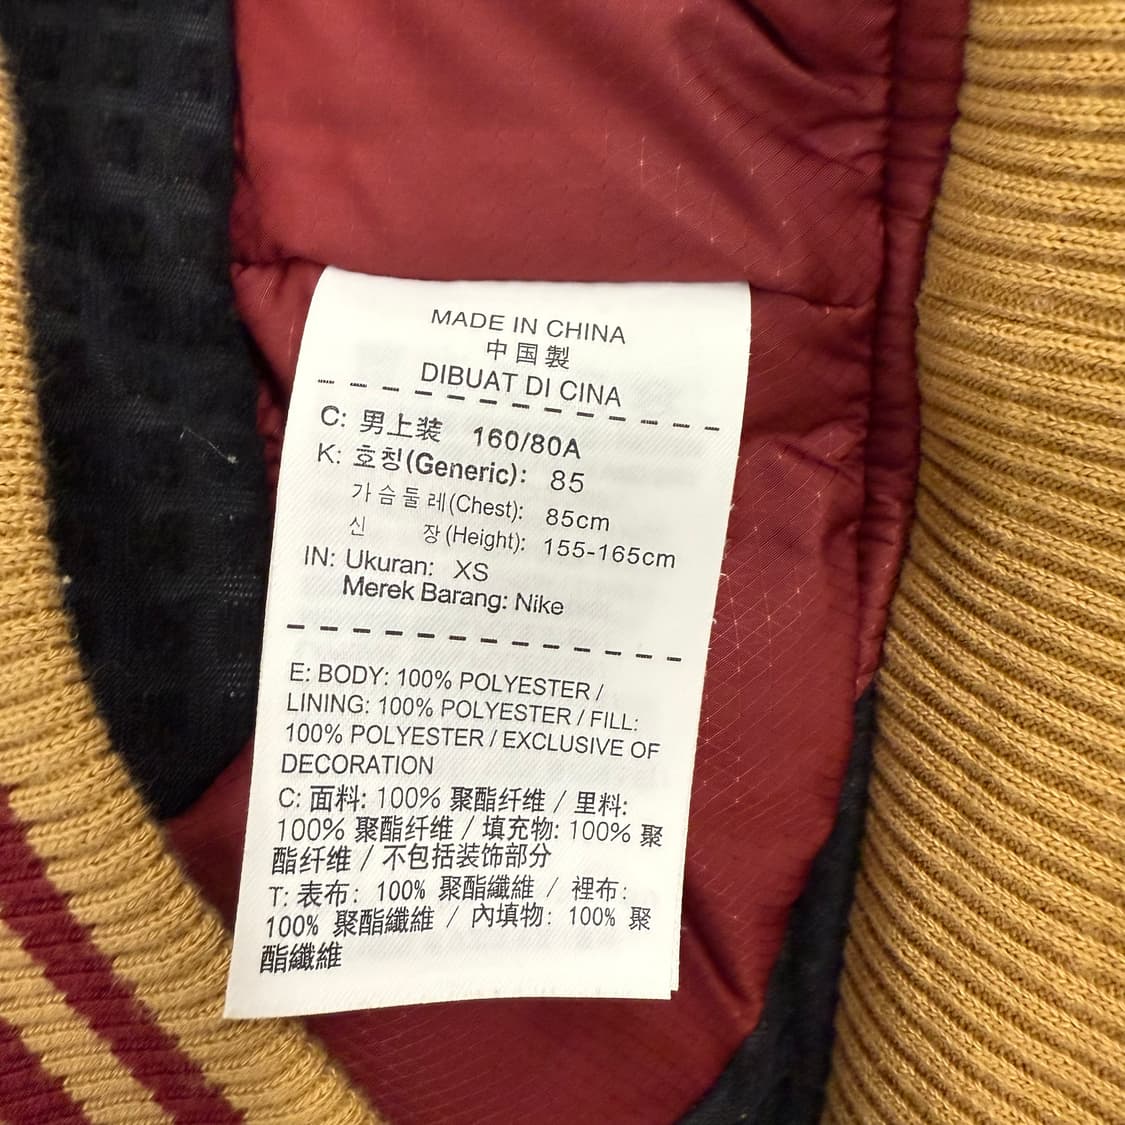 MADE IN CHINA
中国製
DIBUAT DI CINA
C: 男上装 160/80A
K: 호칭(Generic): 85
가슴둘레(Chest): 85cm
신 장(Height): 155-165cm
IN: Ukuran: XS
Merek Barang: Nike
E: BODY: 100% POLYESTER /
LINING: 100% POLYESTER / FILL:
100% POLYESTER / EXCLUSIVE OF
DECORATION
C: 面料: 100% 聚酯纤维 / 里料:
100% 聚酯纤维 / 填充物: 100% 聚
酯纤维 / 不包括装饰部分
T: 表布: 100% 聚酯纖維 / 裡布:
100% 聚酯纖維 / 內填物: 100% 聚
酯纖維